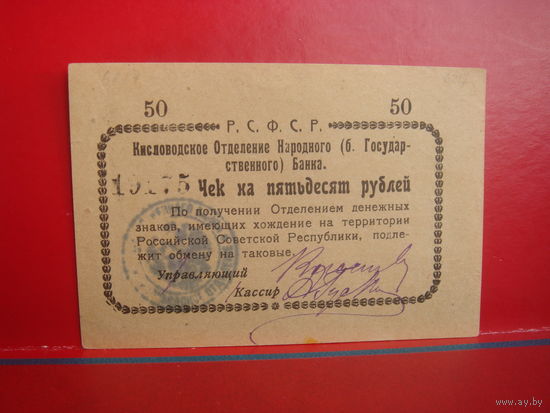 50 50
Р. С. Ф. С. Р.
Кисловодское Отделение Народного (б. Государ-
ственного) Банка.
19175 Чек на пятьдесят рублей
По получении Отделением денежных
знаков, имеющих хождение на территории
Российской Советской Республики, подле-
жит обмену на таковые.
Управляющий
Кассир
www.ay.by